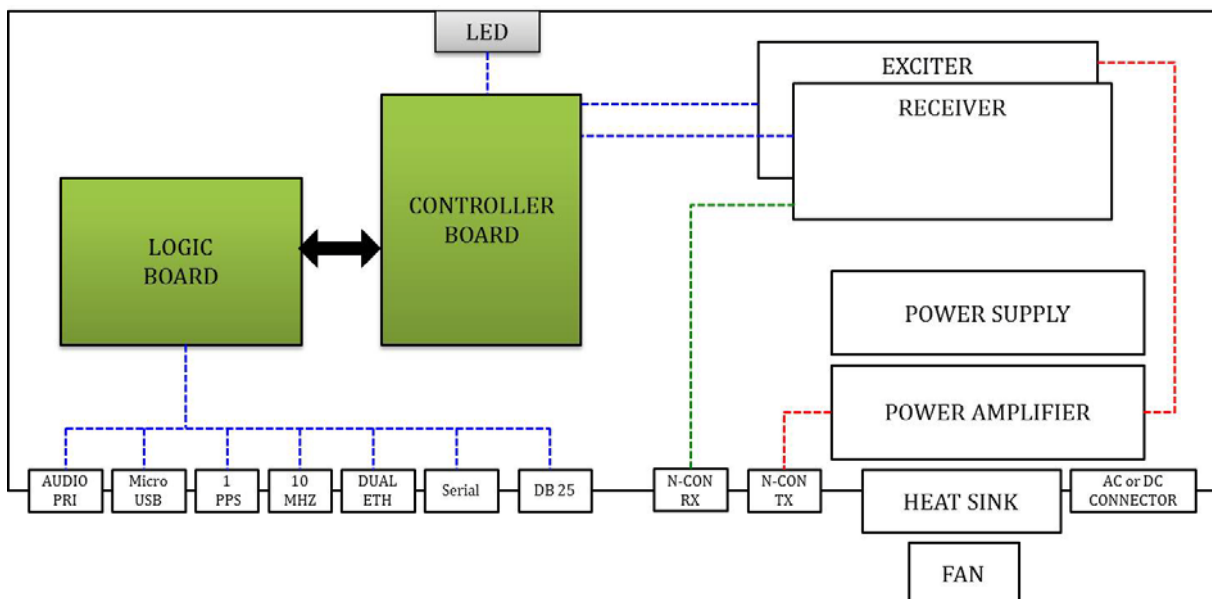 LED
EXCITER
RECEIVER
CONTROLLER
BOARD
LOGIC
BOARD
POWER SUPPLY
POWER AMPLIFIER
AUDIO
PRI
Micro
USB
1
PPS
10
MHZ
DUAL
ETH
Serial
DB 25
N-CON
RX
N-CON
TX
HEAT SINK
AC or DC
CONNECTOR
FAN